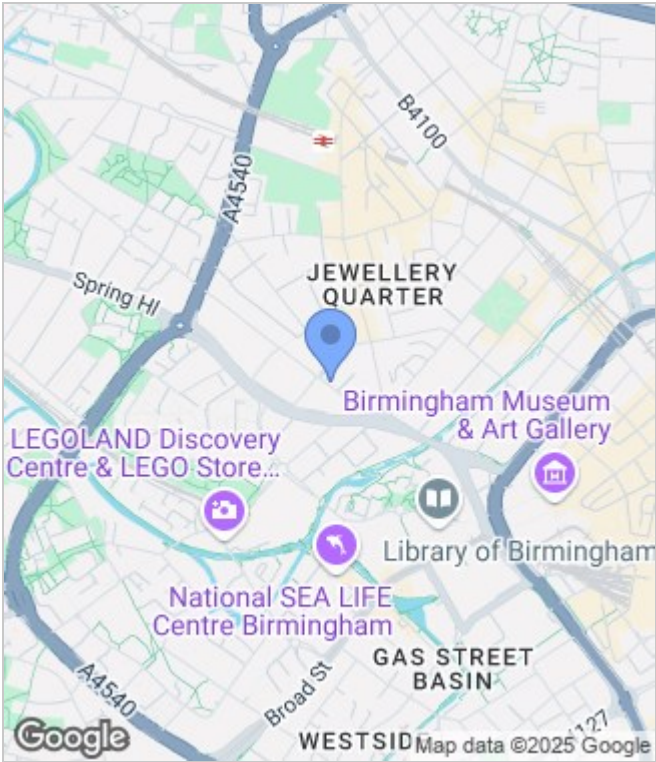 B4100
A4540
JEWELLERY
QUARTER
Spring Hl
Birmingham Museum
& Art Gallery
LEGOLAND Discovery
Centre & LEGO Store...
Library of Birmingham
National SEA LIFE
Centre Birmingham
GAS STREET
BASIN
A4540
Broad St
Google
Map data ©2025 Google